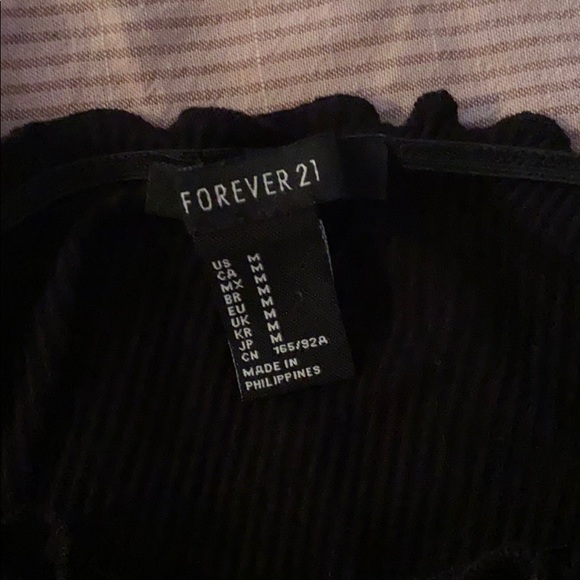 FOREVER 21
US M
CA M
MX M
BR M
EU M
UK M
KR M
JP M
CN 165/92A
MADE IN
PHILIPPINES